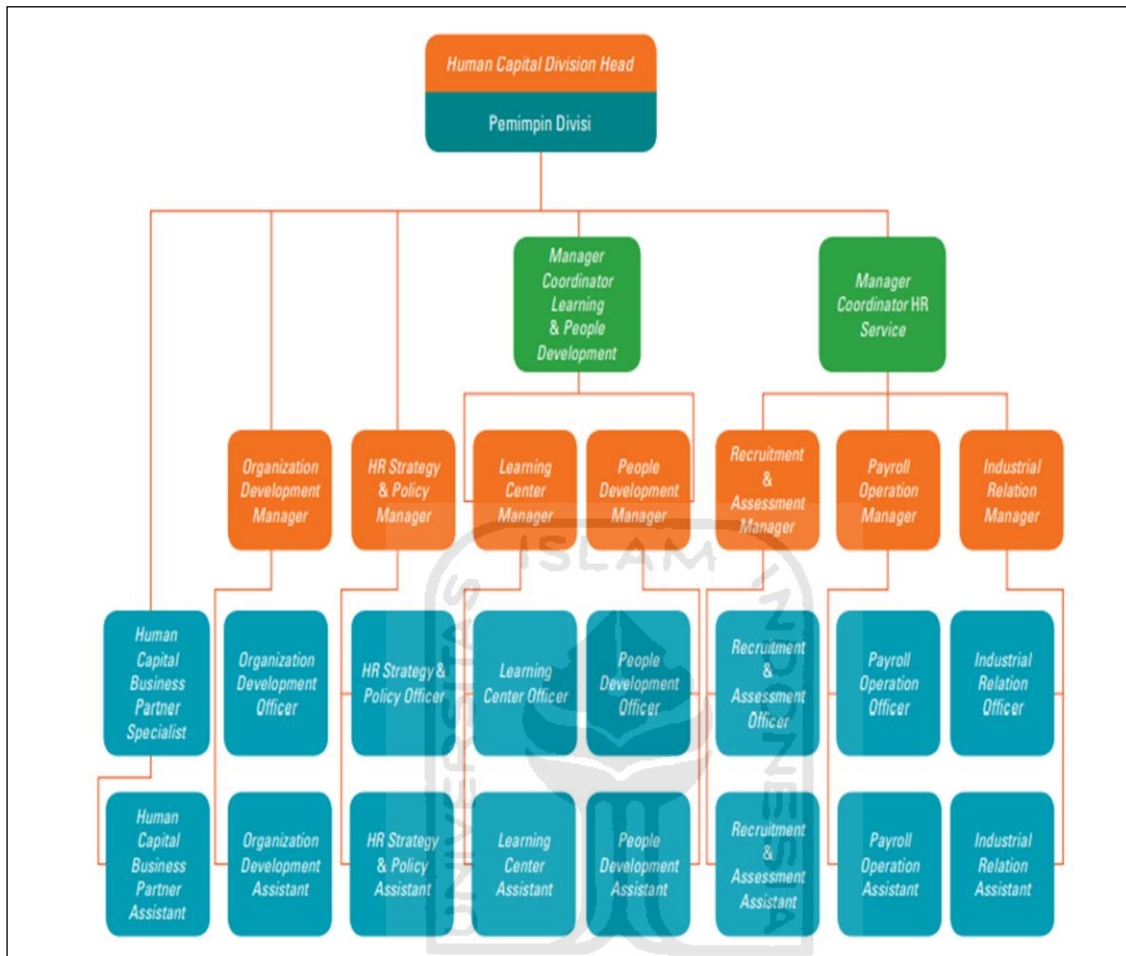 Human Capital Division Head
Pemimpin Divisi
Manager
Coordinator
Learning
& People
Development
Manager
Coordinator HR
Service
Organization
Development
Manager
HR Strategy
& Policy
Manager
Learning
Center
Manager
People
Development
Manager
Recruitment
&
Assessment
Manager
Payroll
Operation
Manager
Industrial
Relation
Manager
Human
Capital
Business
Partner
Specialist
Organization
Development
Officer
HR Strategy &
Policy Officer
Learning
Center Officer
People
Development
Officer
Recruitment
&
Assessment
Officer
Payroll
Operation
Officer
Industrial
Relation
Officer
Human
Capital
Business
Partner
Assistant
Organization
Development
Assistant
HR Strategy
& Policy
Assistant
Learning
Center
Assistant
People
Development
Assistant
Recruitment
&
Assessment
Assistant
Payroll
Operation
Assistant
Industrial
Relation
Assistant
UNIVERSITAS
ISLAM
INDONESIA